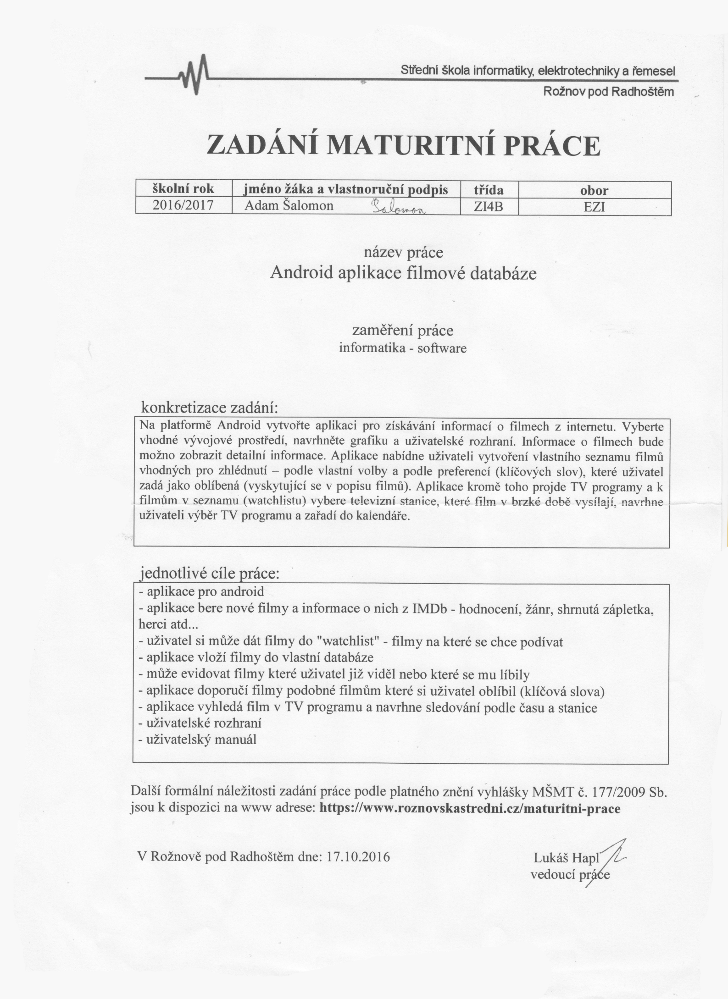 Střední škola informatiky, elektrotechniky a řemesel
Rožnov pod Radhoštěm
ZADÁNÍ MATURITNÍ PRÁCE
školní rok jméno žáka a vlastnoruční podpis třída obor
2016/2017 Adam Šalomon Šalomon ZI4B EZI
název práce
Android aplikace filmové databáze
zaměření práce
informatika - software
konkretizace zadání:
Na platformě Android vytvořte aplikaci pro získávání informací o filmech z internetu. Vyberte
vhodné vývojové prostředí, navrhněte grafiku a uživatelské rozhraní. Informace o filmech bude
možno zobrazit detailní informace. Aplikace nabídne uživateli vytvoření vlastního seznamu filmů
vhodných pro zhlédnutí – podle vlastní volby a podle preferencí (klíčových slov), které uživatel
zadá jako oblíbená (vyskytující se v popisu filmů). Aplikace kromě toho projde TV programy a k
filmům v seznamu (watchlistu) vybere televizní stanice, které film v brzké době vysílají, navrhne
uživateli výběr TV programu a zařadí do kalendáře.
jednotlivé cíle práce:
- aplikace pro android
- aplikace bere nové filmy a informace o nich z IMDb - hodnocení, žánr, shrnutá zápletka,
herci atd...
- uživatel si může dát filmy do "watchlist" - filmy na které se chce podívat
- aplikace vloží filmy do vlastní databáze
- může evidovat filmy které uživatel již viděl nebo které se mu líbily
- aplikace doporučí filmy podobné filmům které si uživatel oblíbil (klíčová slova)
- aplikace vyhledá film v TV programu a navrhne sledování podle času a stanice
- uživatelské rozhraní
- uživatelský manuál
Další formální náležitosti zadání práce podle platného znění vyhlášky MŠMT č. 177/2009 Sb.
jsou k dispozici na www adrese: https://www.roznovskastredni.cz/maturitni-prace
V Rožnově pod Radhoštěm dne: 17.10.2016 Lukáš Hapl
vedoucí práce